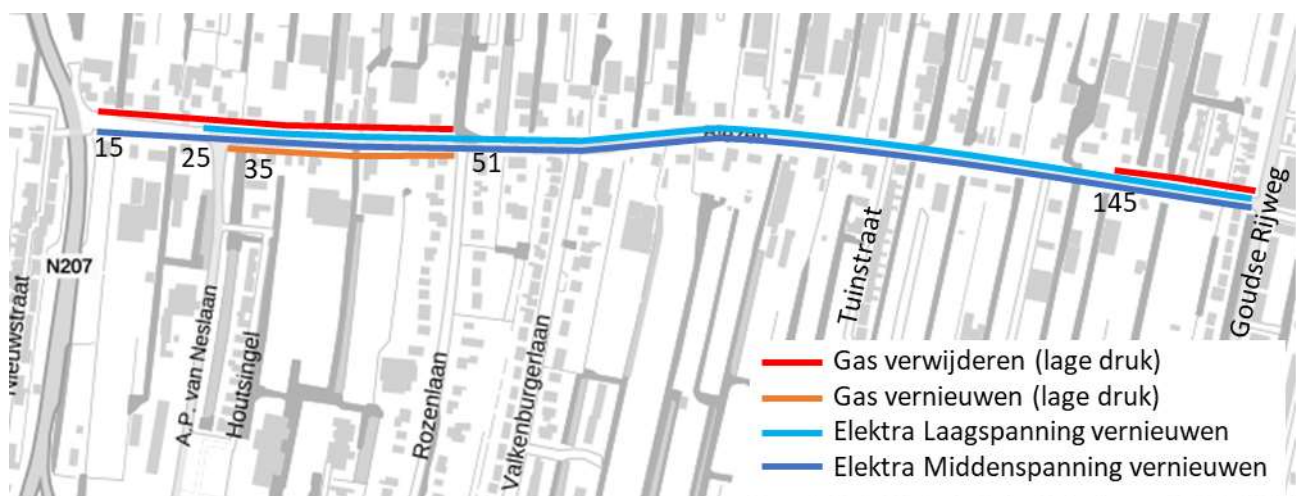 15
25
35
51
145
N207
Nieuwstraat
A.P. van Neslaan
Houtsingel
Rozenlaan
Valkenburgerlaan
Tuinstraat
Goudse Rijweg
Gas verwijderen (lage druk)
Gas vernieuwen (lage druk)
Elektra Laagspanning vernieuwen
Elektra Middenspanning vernieuwen